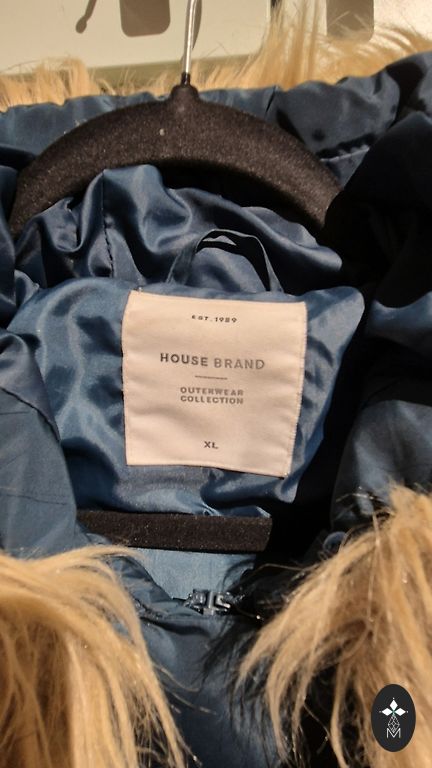 EST. 1989
HOUSE BRAND
OUTERWEAR
COLLECTION
XL
M